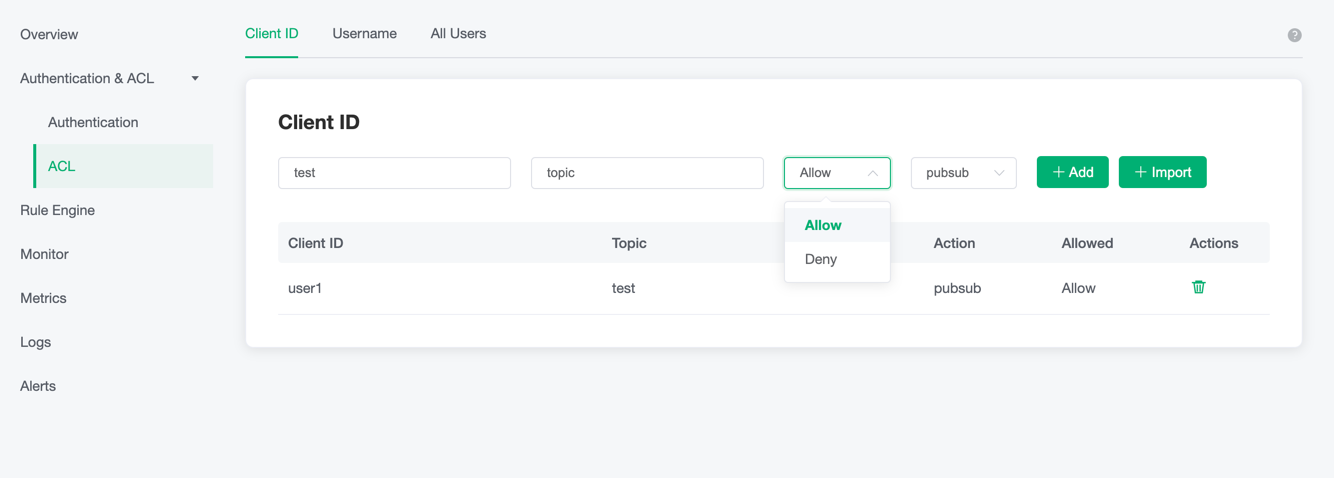 Overview
Authentication & ACL
Authentication
ACL
Rule Engine
Monitor
Metrics
Logs
Alerts
Client ID Username All Users ?
Client ID
test topic Allow pubsub + Add + Import
Allow
Deny
Client ID Topic Action Allowed Actions
user1 test pubsub Allow